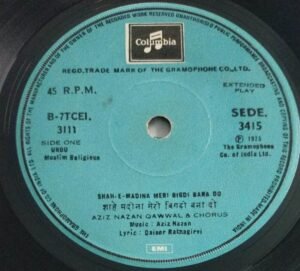 Columbia
REGD. TRADE MARK OF THE GRAMOPHONE CO., LTD.
45 R.P.M.
EXTENDED
PLAY
B-7TCEI.
3111
SEDE.
3415
SIDE ONE
URDU
Muslim Religious
℗ 1975
The Gramophone
Co. of India Ltd.
SHAH-E-MADINA MERI BIGDI BANA DO
शाहे मदीना मेरी बिगडी बना दो
AZIZ NAZAN QAWWAL & CHORUS
Music : Aziz Nazan
Lyric : Qaiser Ratnagirvi
EMI